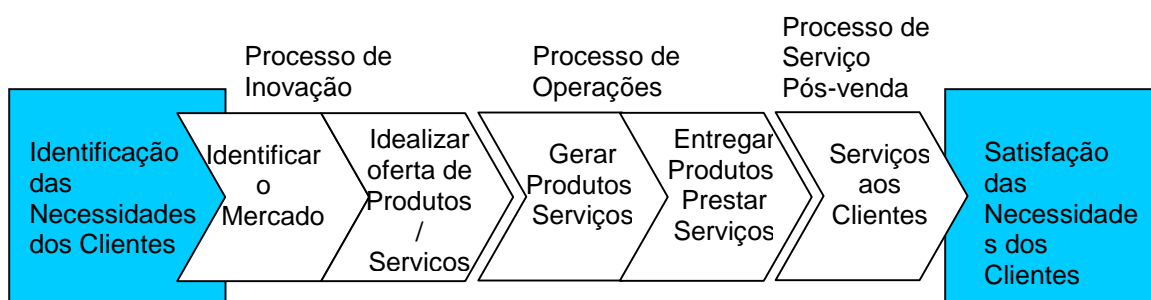 Processo de
Inovação
Processo de
Operações
Processo de
Serviço
Pós-venda
Identificação
das
Necessidades
dos Clientes
Identificar
o
Mercado
Idealizar
oferta de
Produtos
/
Servicos
Gerar
Produtos
Serviços
Entregar
Produtos
Prestar
Serviços
Serviços
aos
Clientes
Satisfação
das
Necessidade
s dos
Clientes